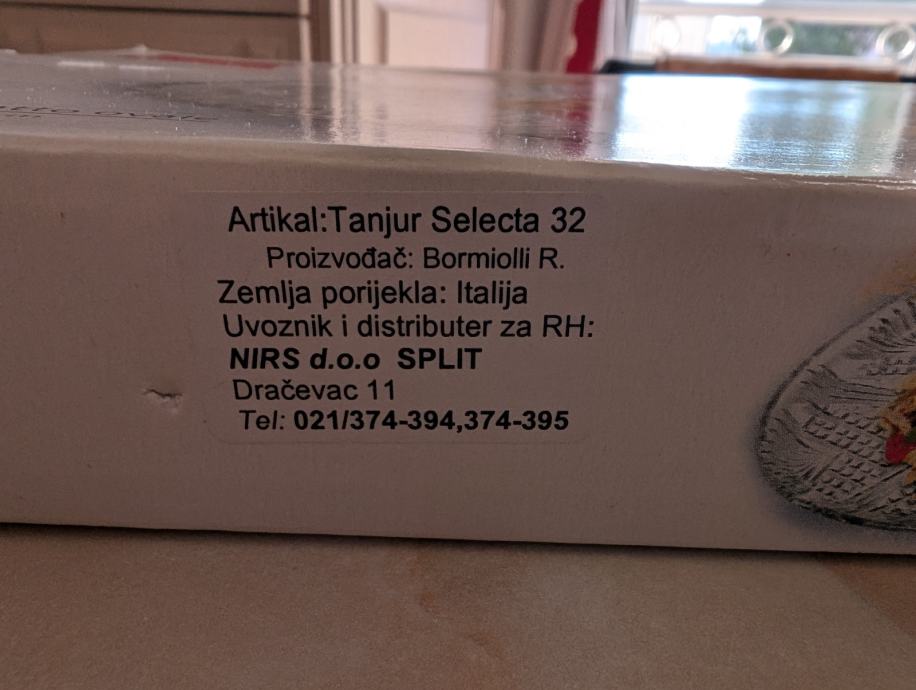 Artikal:Tanjur Selecta 32
Proizvođač: Bormiolli R.
Zemlja porijekla: Italija
Uvoznik i distributer za RH:
NIRS d.o.o SPLIT
Dračevac 11
Tel: 021/374-394,374-395
ovale